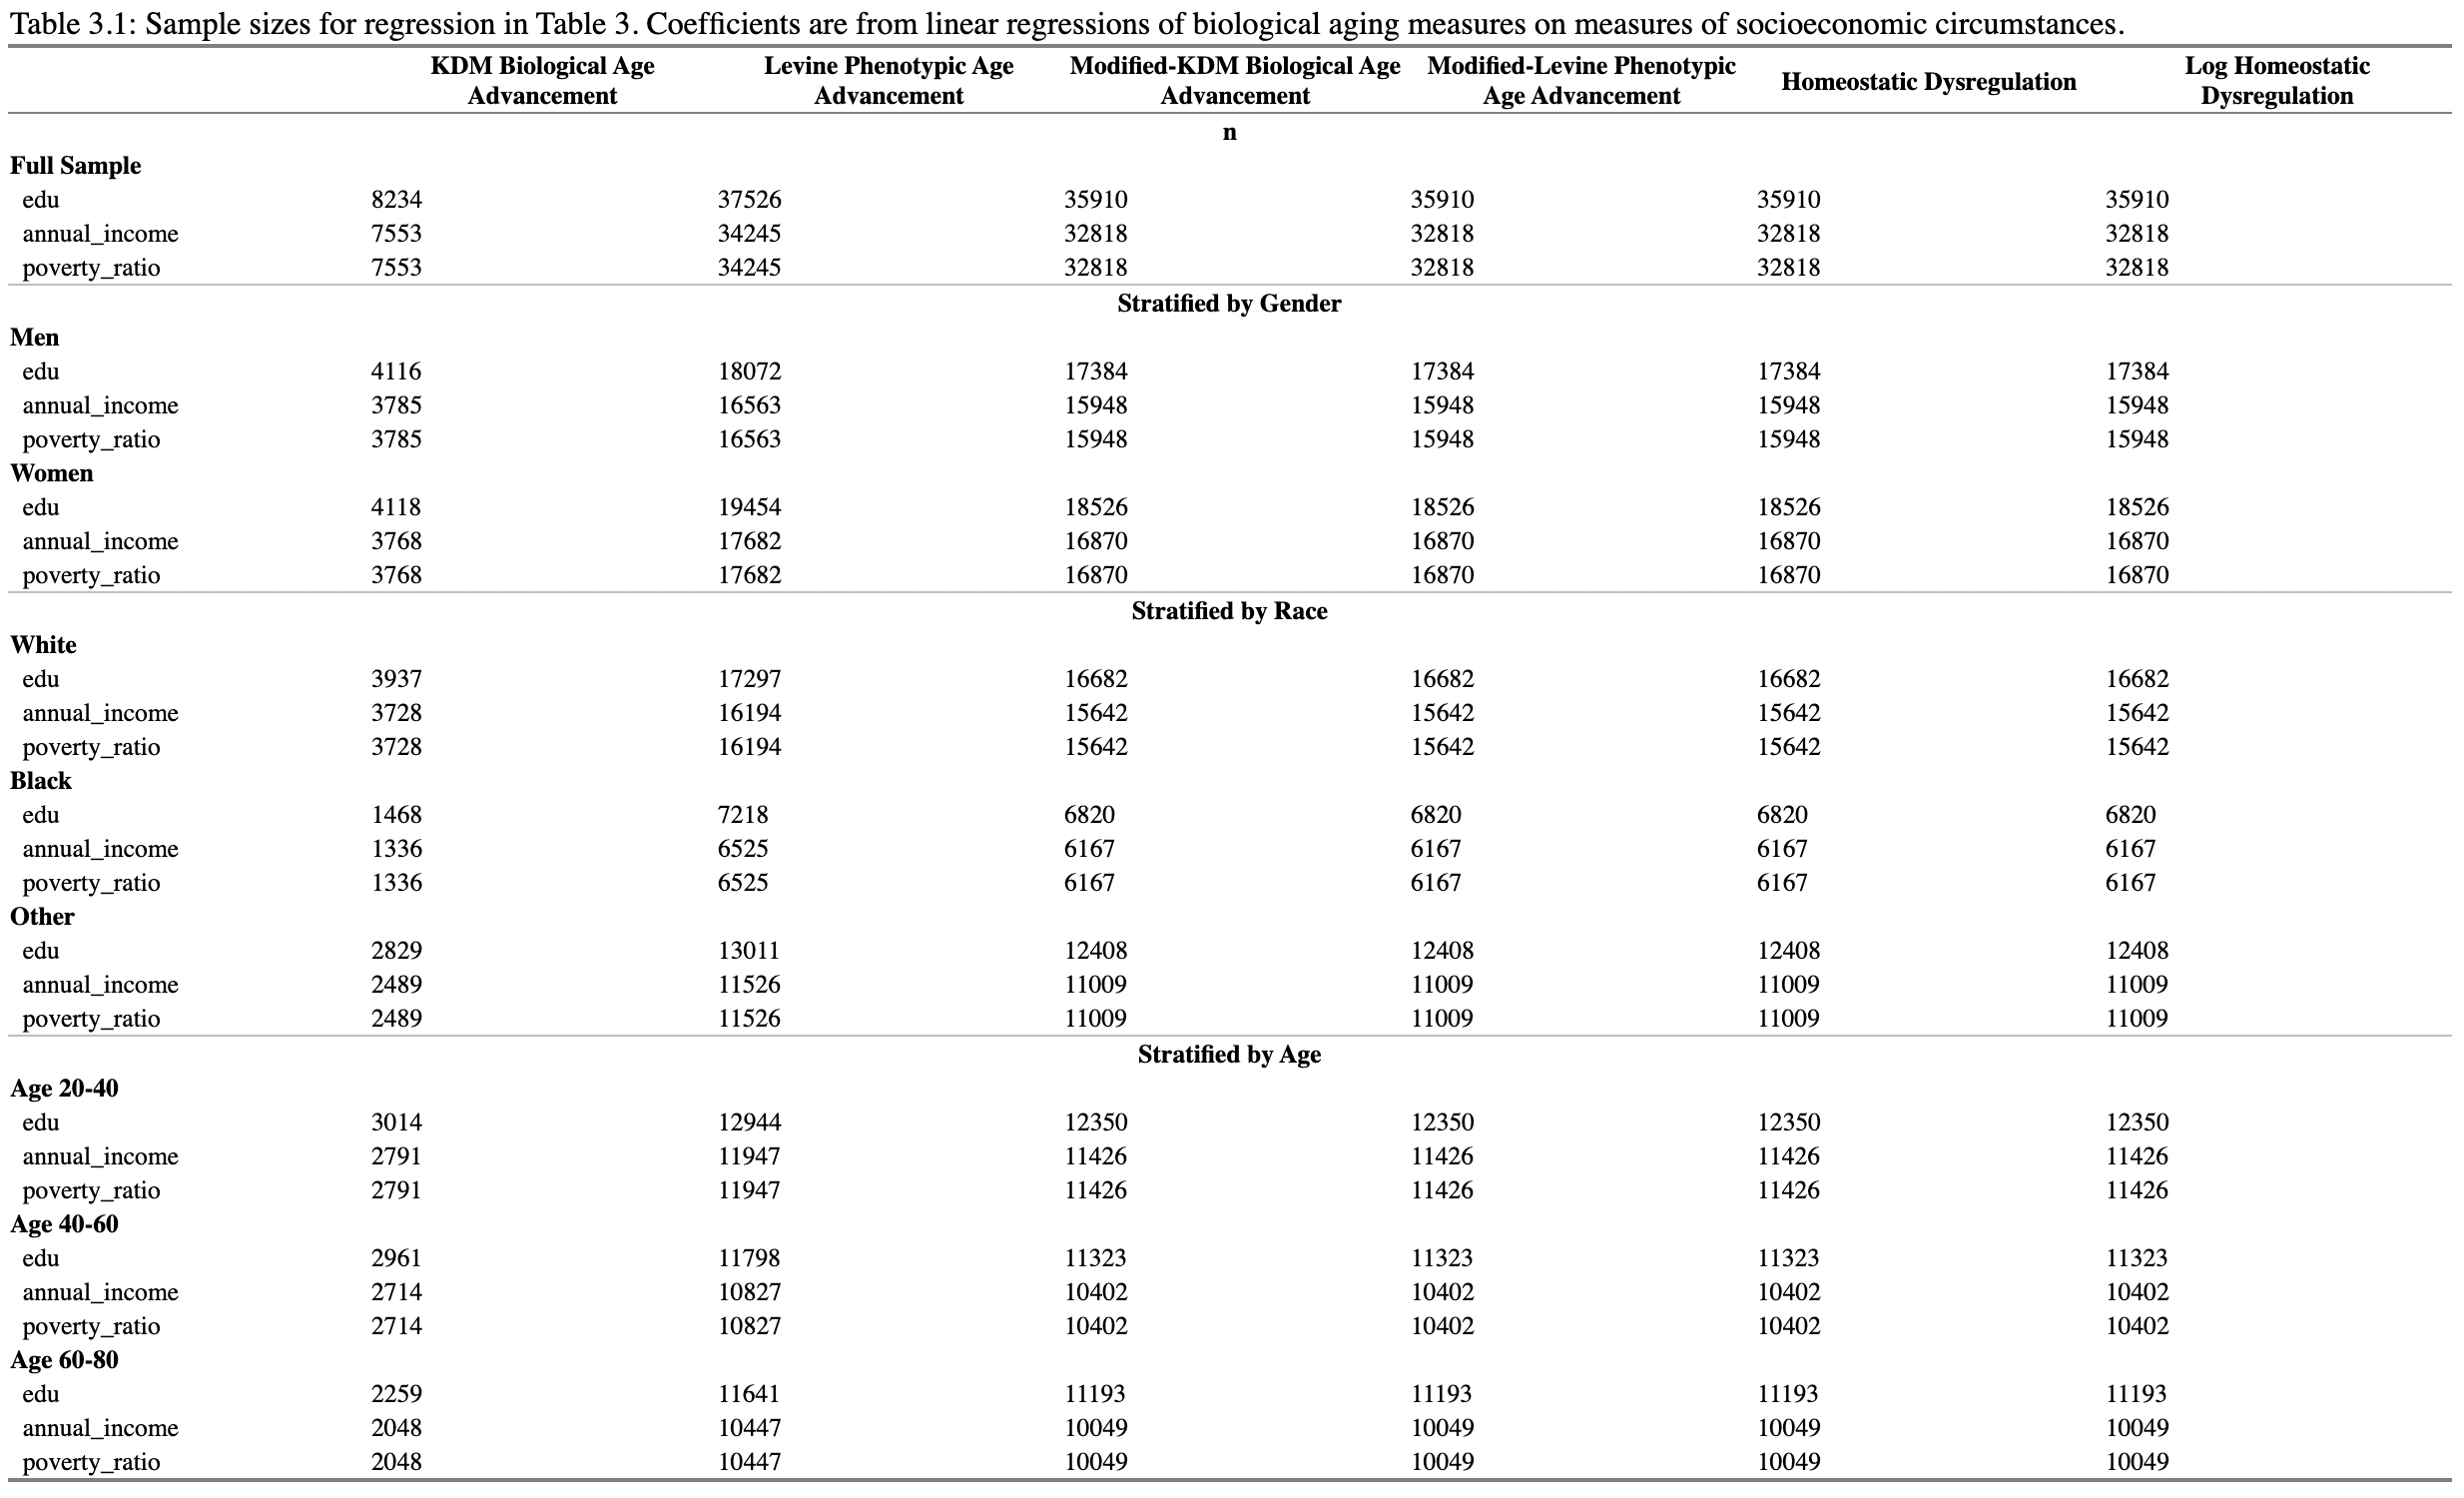 Table 3.1: Sample sizes for regression in Table 3. Coefficients are from linear regressions of biological aging measures on measures of socioeconomic circumstances.
KDM Biological Age Advancement Levine Phenotypic Age Advancement Modified-KDM Biological Age Advancement Modified-Levine Phenotypic Age Advancement Homeostatic Dysregulation Log Homeostatic Dysregulation
n
Full Sample
edu 8234 37526 35910 35910 35910 35910
annual_income 7553 34245 32818 32818 32818 32818
poverty_ratio 7553 34245 32818 32818 32818 32818
Stratified by Gender
Men
edu 4116 18072 17384 17384 17384 17384
annual_income 3785 16563 15948 15948 15948 15948
poverty_ratio 3785 16563 15948 15948 15948 15948
Women
edu 4118 19454 18526 18526 18526 18526
annual_income 3768 17682 16870 16870 16870 16870
poverty_ratio 3768 17682 16870 16870 16870 16870
Stratified by Race
White
edu 3937 17297 16682 16682 16682 16682
annual_income 3728 16194 15642 15642 15642 15642
poverty_ratio 3728 16194 15642 15642 15642 15642
Black
edu 1468 7218 6820 6820 6820 6820
annual_income 1336 6525 6167 6167 6167 6167
poverty_ratio 1336 6525 6167 6167 6167 6167
Other
edu 2829 13011 12408 12408 12408 12408
annual_income 2489 11526 11009 11009 11009 11009
poverty_ratio 2489 11526 11009 11009 11009 11009
Stratified by Age
Age 20-40
edu 3014 12944 12350 12350 12350 12350
annual_income 2791 11947 11426 11426 11426 11426
poverty_ratio 2791 11947 11426 11426 11426 11426
Age 40-60
edu 2961 11798 11323 11323 11323 11323
annual_income 2714 10827 10402 10402 10402 10402
poverty_ratio 2714 10827 10402 10402 10402 10402
Age 60-80
edu 2259 11641 11193 11193 11193 11193
annual_income 2048 10447 10049 10049 10049 10049
poverty_ratio 2048 10447 10049 10049 10049 10049